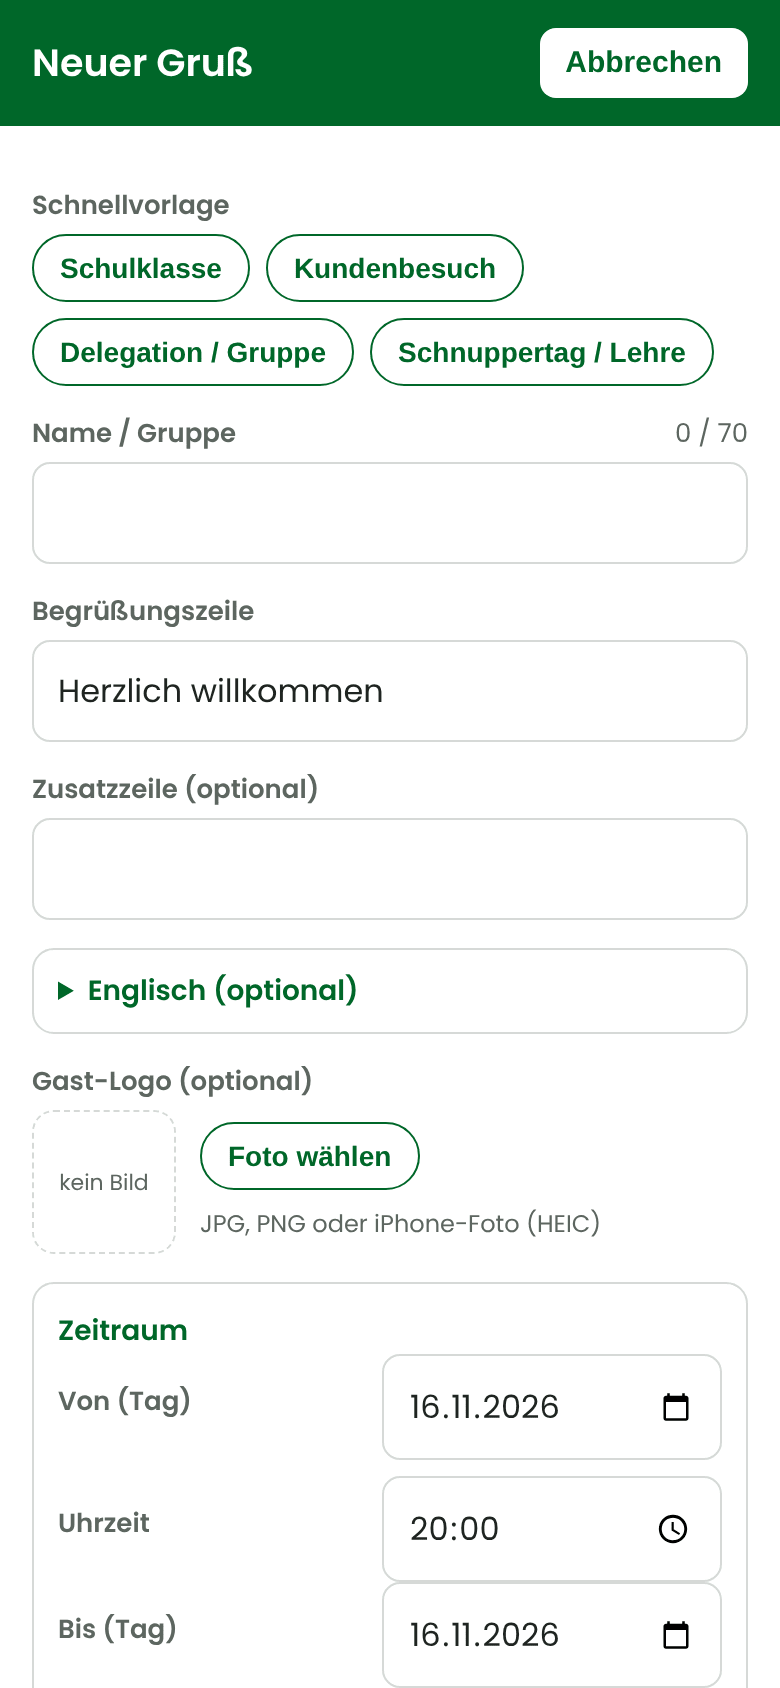 Neuer Gruß
Abbrechen
Schnellvorlage
Schulklasse
Kundenbesuch
Delegation / Gruppe
Schnuppertag / Lehre
Name / Gruppe
0 / 70
Begrüßungszeile
Herzlich willkommen
Zusatzzeile (optional)
Englisch (optional)
Gast-Logo (optional)
kein Bild
Foto wählen
JPG, PNG oder iPhone-Foto (HEIC)
Zeitraum
Von (Tag)
16.11.2026
Uhrzeit
20:00
Bis (Tag)
16.11.2026